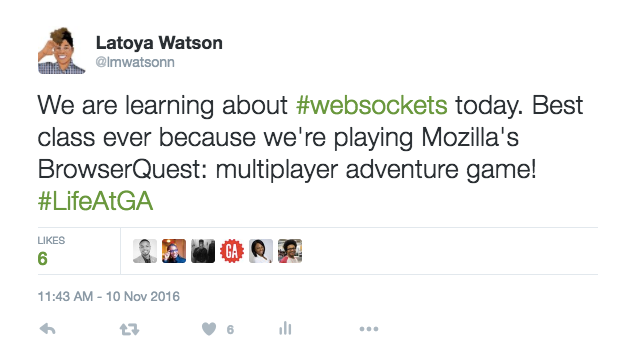 Latoya Watson
@lmwatsonn
We are learning about #websockets today. Best
class ever because we're playing Mozilla's
BrowserQuest: multiplayer adventure game!
#LifeAtGA
LIKES
6
GA
11:43 AM - 10 Nov 2016
6